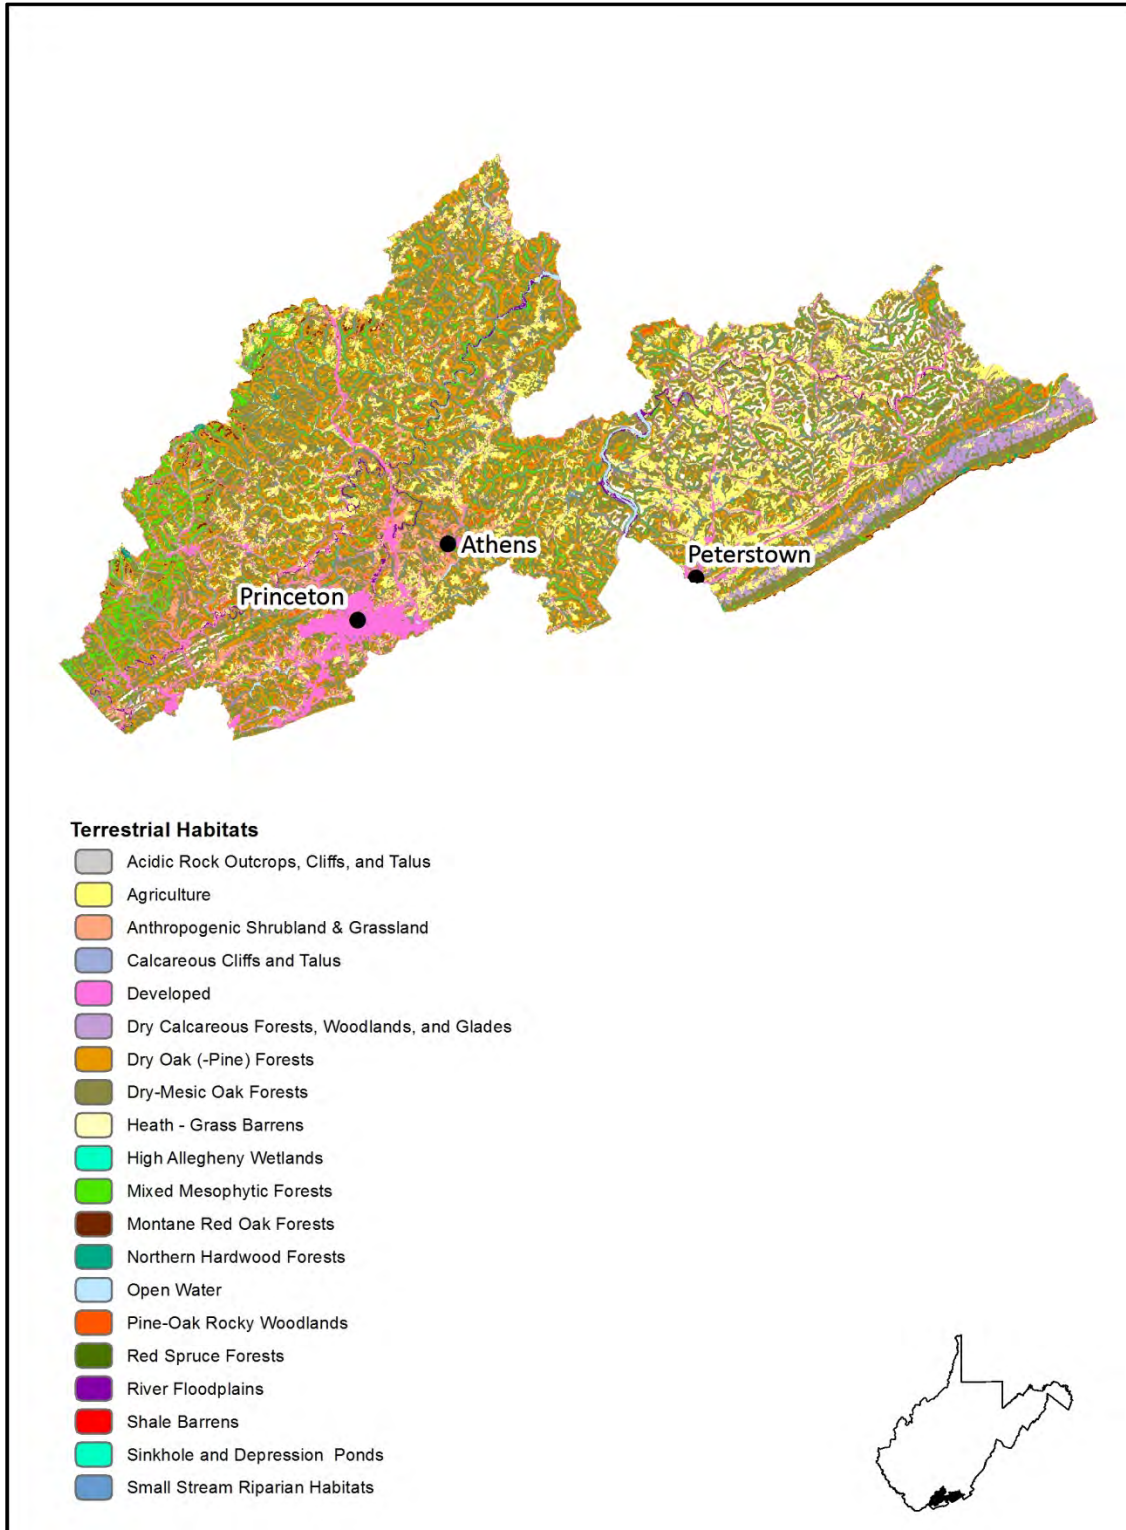 Athens
Peterstown
Princeton
Terrestrial Habitats
Acidic Rock Outcrops, Cliffs, and Talus
Agriculture
Anthropogenic Shrubland & Grassland
Calcareous Cliffs and Talus
Developed
Dry Calcareous Forests, Woodlands, and Glades
Dry Oak (-Pine) Forests
Dry-Mesic Oak Forests
Heath - Grass Barrens
High Allegheny Wetlands
Mixed Mesophytic Forests
Montane Red Oak Forests
Northern Hardwood Forests
Open Water
Pine-Oak Rocky Woodlands
Red Spruce Forests
River Floodplains
Shale Barrens
Sinkhole and Depression  Ponds
Small Stream Riparian Habitats